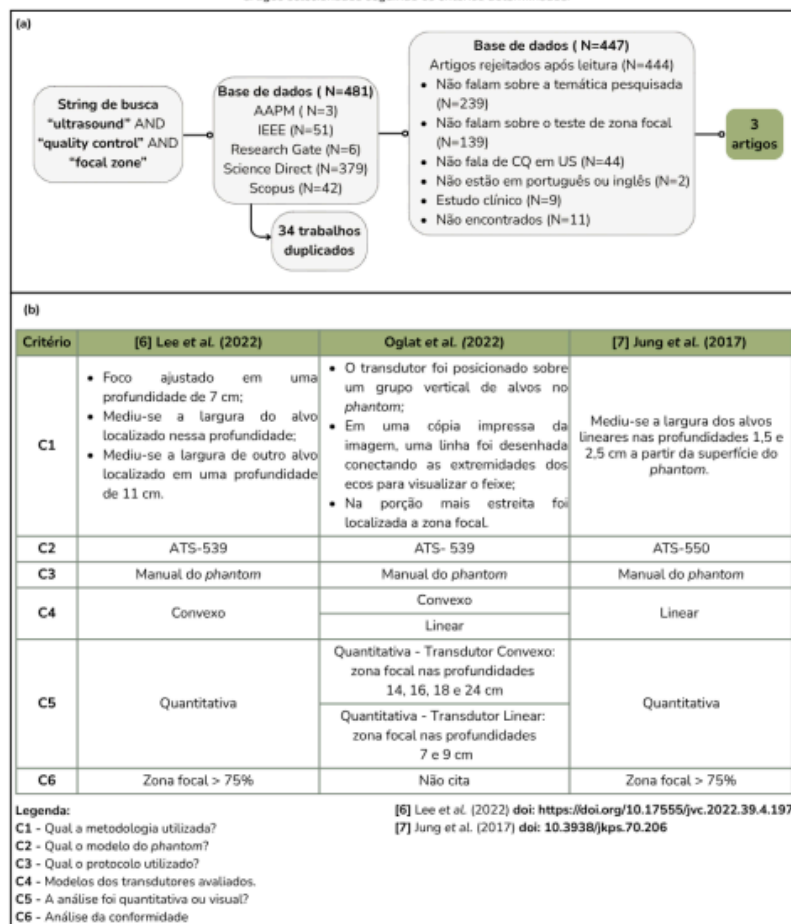 (a)
String de busca
“ultrasound” AND
“quality control” AND
“focal zone”
Base de dados ( N=481)
AAPM ( N=3)
IEEE (N=51)
Research Gate (N=6)
Science Direct (N=379)
Scopus (N=42)
34 trabalhos
duplicados
Base de dados ( N=447)
Artigos rejeitados após leitura (N=444)
• Não falam sobre a temática pesquisada
(N=239)
• Não falam sobre o teste de zona focal
(N=139)
• Não fala de CQ em US (N=44)
• Não estão em português ou inglês (N=2)
• Estudo clínico (N=9)
• Não encontrados (N=11)
3
artigos
(b)
Critério
[6] Lee et al. (2022)
Oglat et al. (2022)
[7] Jung et al. (2017)
C1
• Foco ajustado em uma
profundidade de 7 cm;
• Mediu-se a largura do alvo
localizado nessa profundidade;
• Mediu-se a largura de outro alvo
localizado em uma profundidade
de 11 cm.
• O transdutor foi posicionado sobre
um grupo vertical de alvos no
phantom;
• Em uma cópia impressa da
imagem, uma linha foi desenhada
conectando as extremidades dos
ecos para visualizar o feixe;
• Na porção mais estreita foi
localizada a zona focal.
Mediu-se a largura dos alvos
lineares nas profundidades 1,5 e
2,5 cm a partir da superfície do
phantom.
C2
ATS-539
ATS- 539
ATS-550
C3
Manual do phantom
Manual do phantom
Manual do phantom
C4
Convexo
Convexo
Linear
Linear
C5
Quantitativa
Quantitativa - Transdutor Convexo:
zona focal nas profundidades
14, 16, 18 e 24 cm
Quantitativa - Transdutor Linear:
zona focal nas profundidades
7 e 9 cm
Quantitativa
C6
Zona focal > 75%
Não cita
Zona focal > 75%
Legenda:
C1 - Qual a metodologia utilizada?
C2 - Qual o modelo do phantom?
C3 - Qual o protocolo utilizado?
C4 - Modelos dos transdutores avaliados.
C5 - A análise foi quantitativa ou visual?
C6 - Análise da conformidade
[6] Lee et al. (2022) doi: https://doi.org/10.17555/jvc.2022.39.4.197
[7] Jung et al. (2017) doi: 10.3938/jkps.70.206